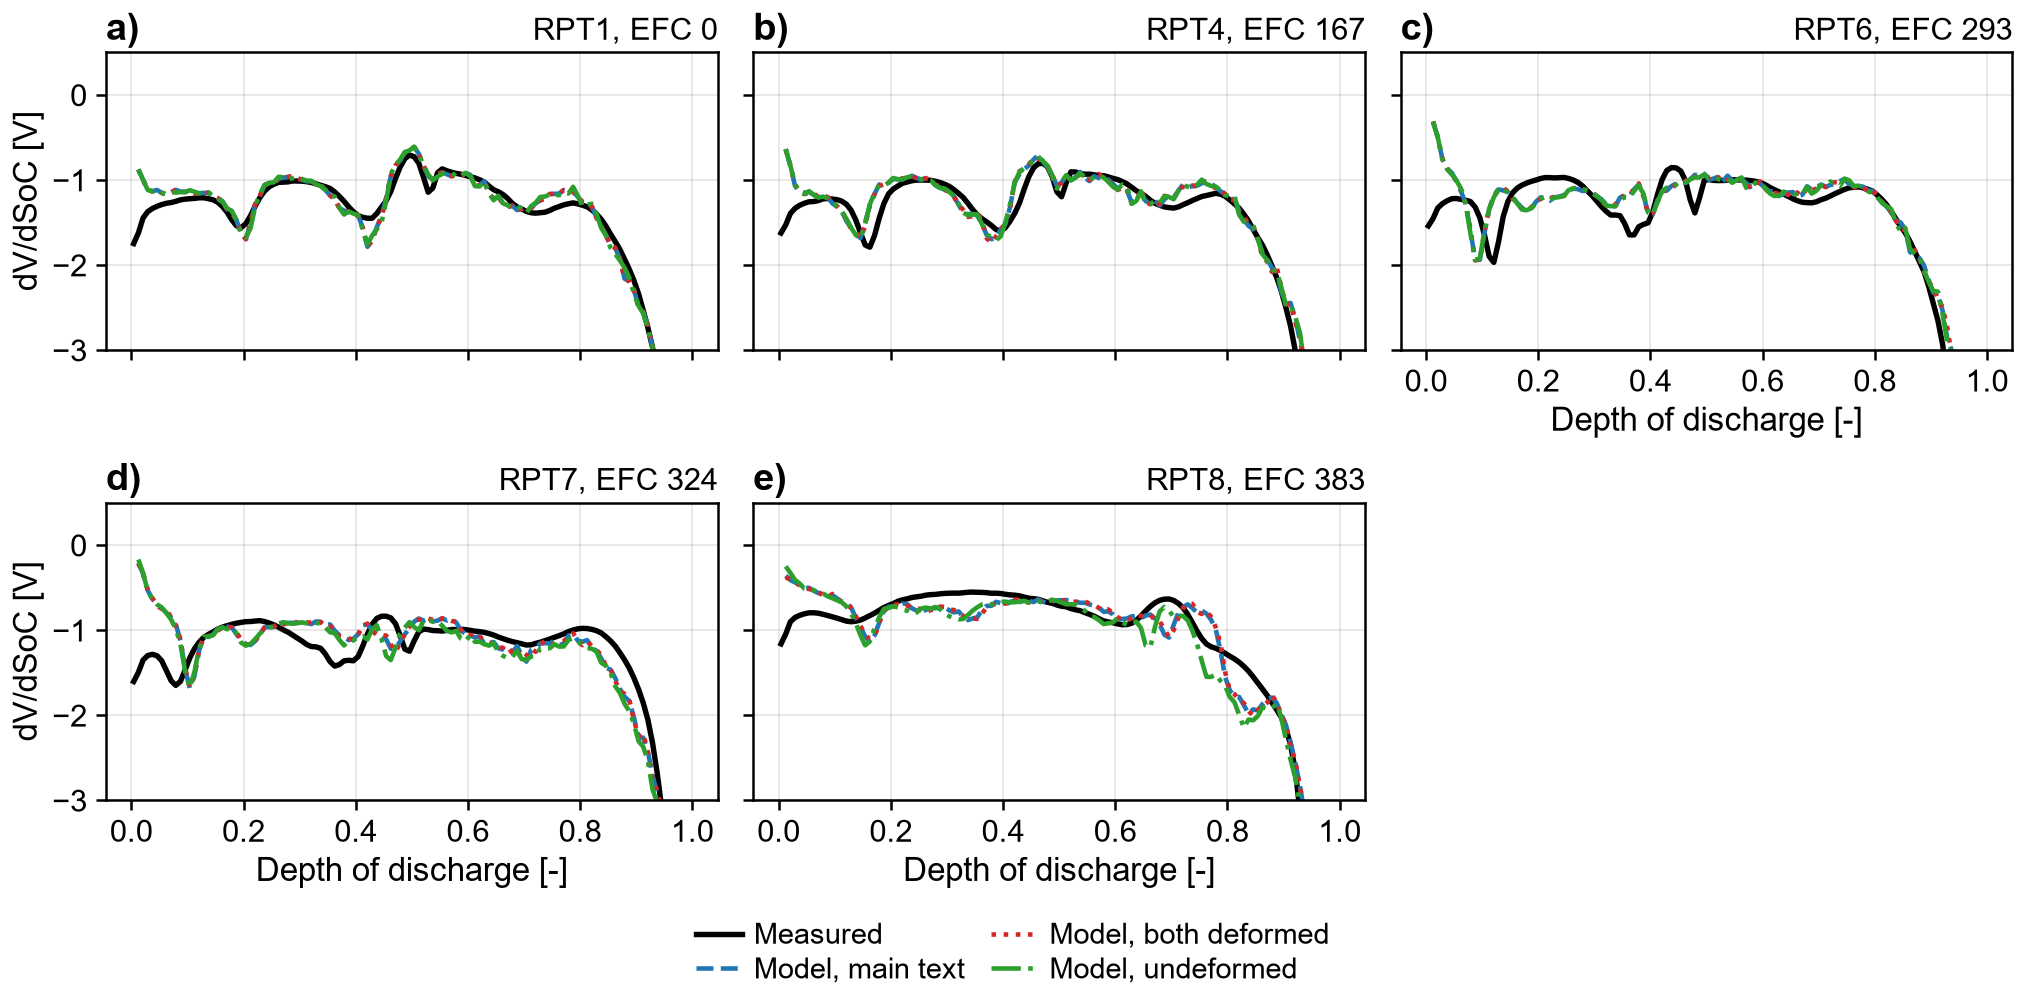 a) RPT1, EFC 0
b) RPT4, EFC 167
c) RPT6, EFC 293
dV/dSoC [V]
0
−1
−2
−3
0.0 0.2 0.4 0.6 0.8 1.0
Depth of discharge [-]
d) RPT7, EFC 324
e) RPT8, EFC 383
dV/dSoC [V]
0
−1
−2
−3
0.0 0.2 0.4 0.6 0.8 1.0
0.0 0.2 0.4 0.6 0.8 1.0
Depth of discharge [-]
Depth of discharge [-]
Measured
Model, main text
Model, both deformed
Model, undeformed